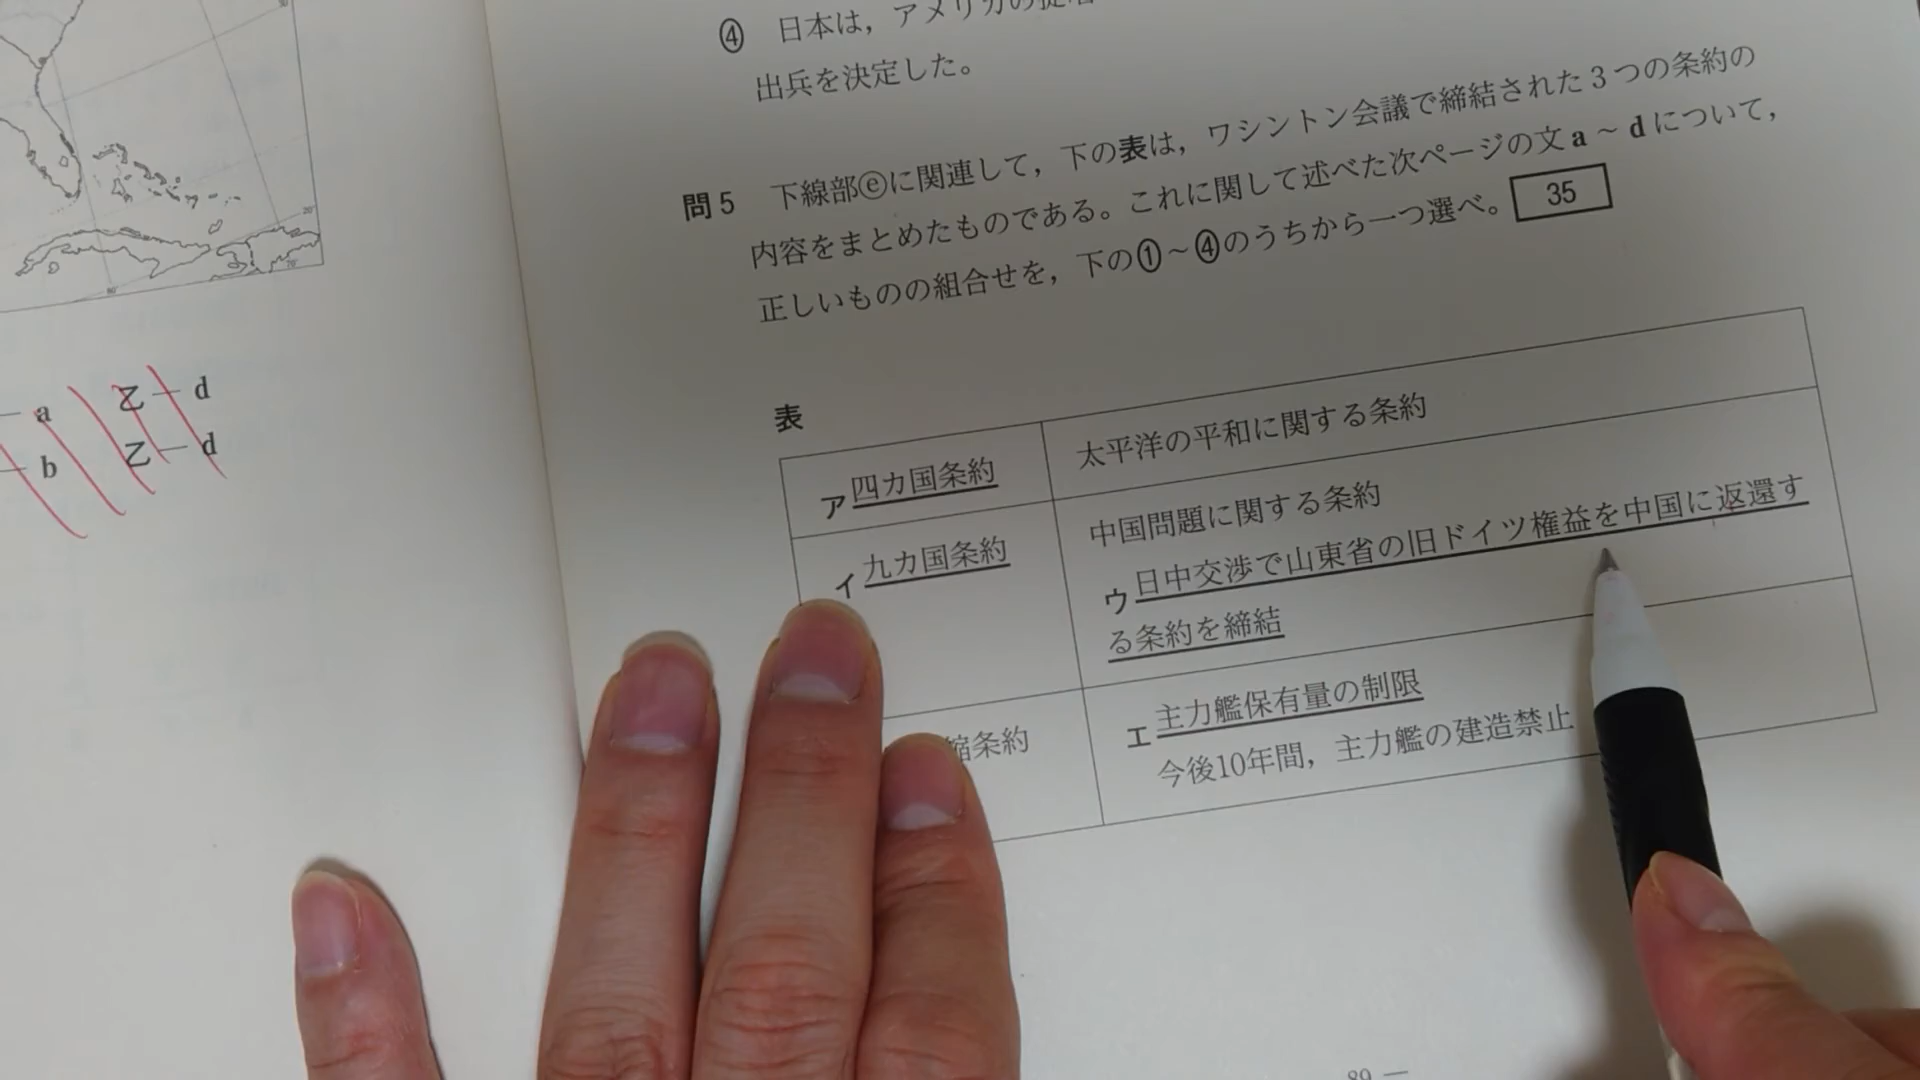 ④ 日本は,アメリカの提唱
出兵を決定した。
問5 下線部ⓔに関連して,下の表は,ワシントン会議で締結された3つの条約の
内容をまとめたものである。これに関して述べた次ページの文a～dについて,
正しいものの組合せを,下の①～④のうちから一つ選べ。 35
表
ア 四カ国条約 太平洋の平和に関する条約
イ 九カ国条約 中国問題に関する条約
ウ 日中交渉で山東省の旧ドイツ権益を中国に返還す
る条約を締結
縮条約 エ 主力艦保有量の制限
今後10年間,主力艦の建造禁止
89 —
— a 乙 — d
— b 乙 — d